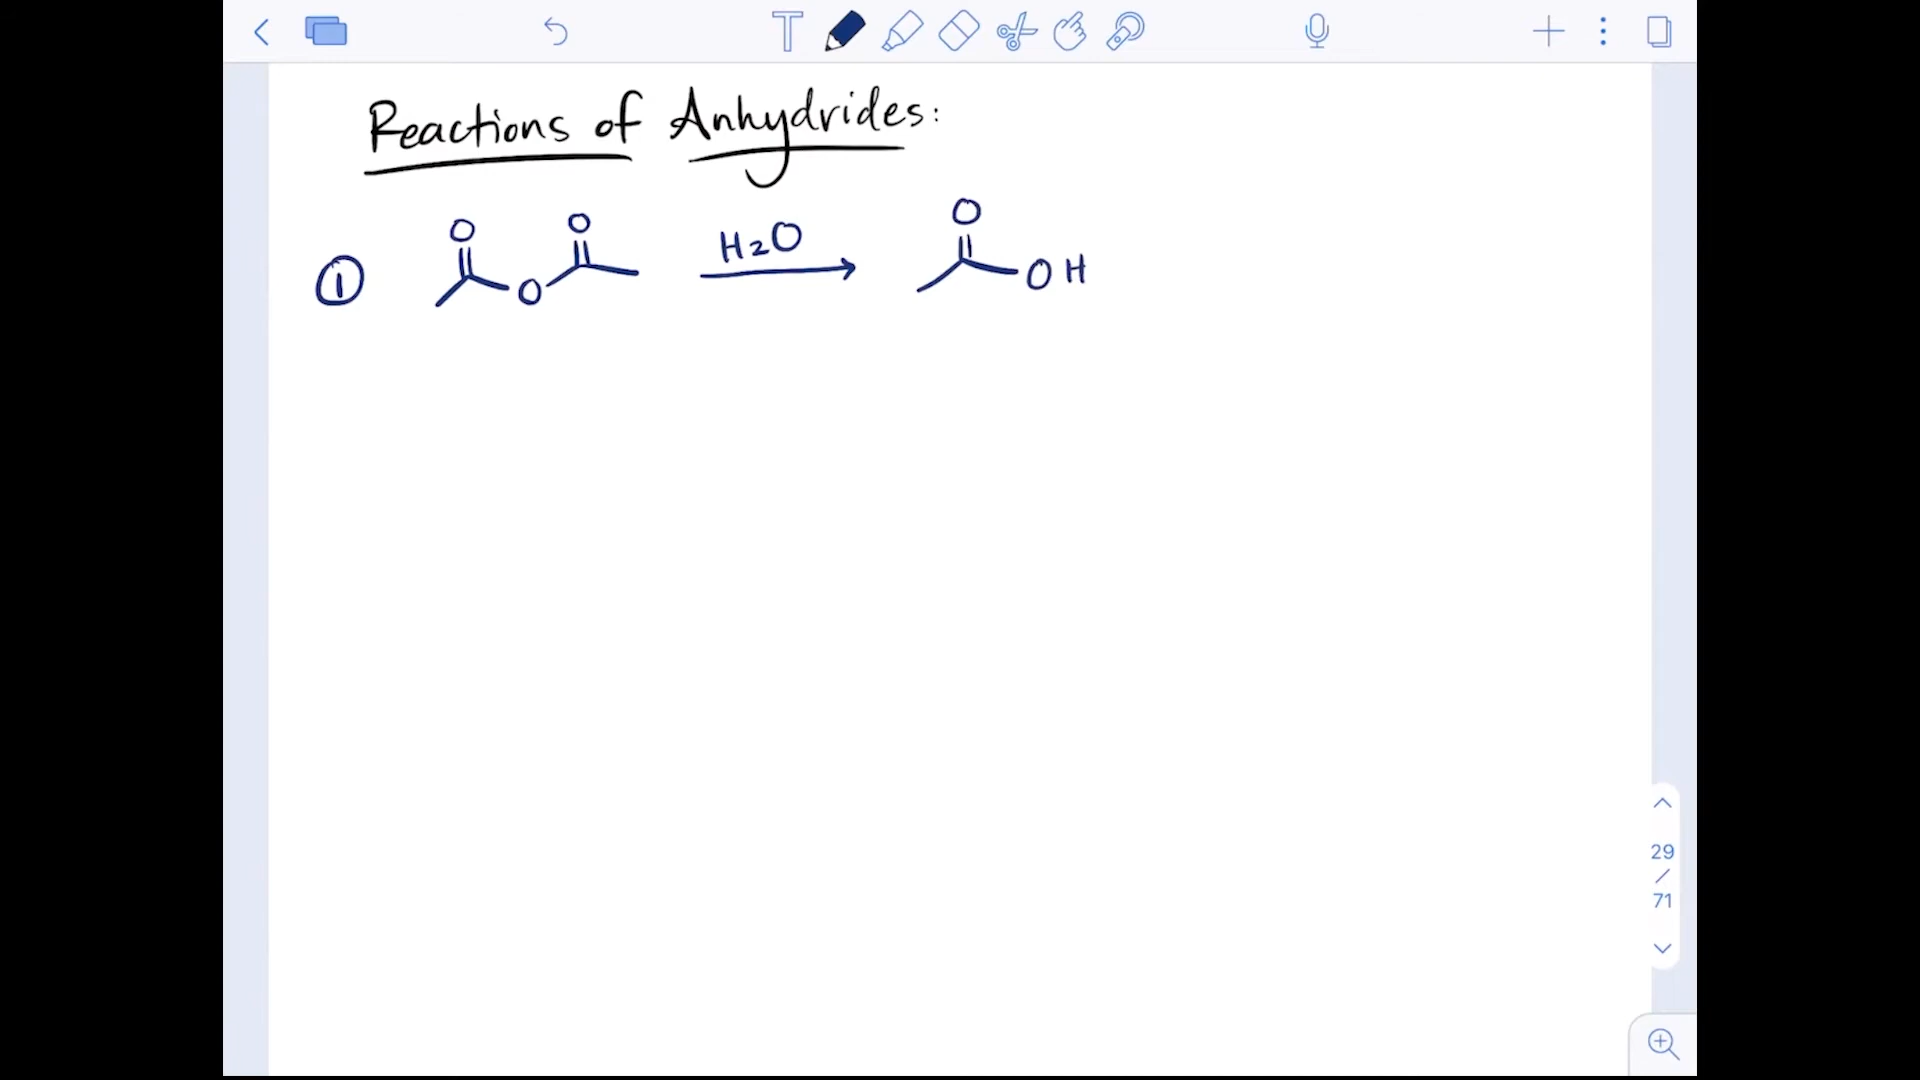 Reactions of Anhydrides:
① O O H₂O O
O OH
29
/
71